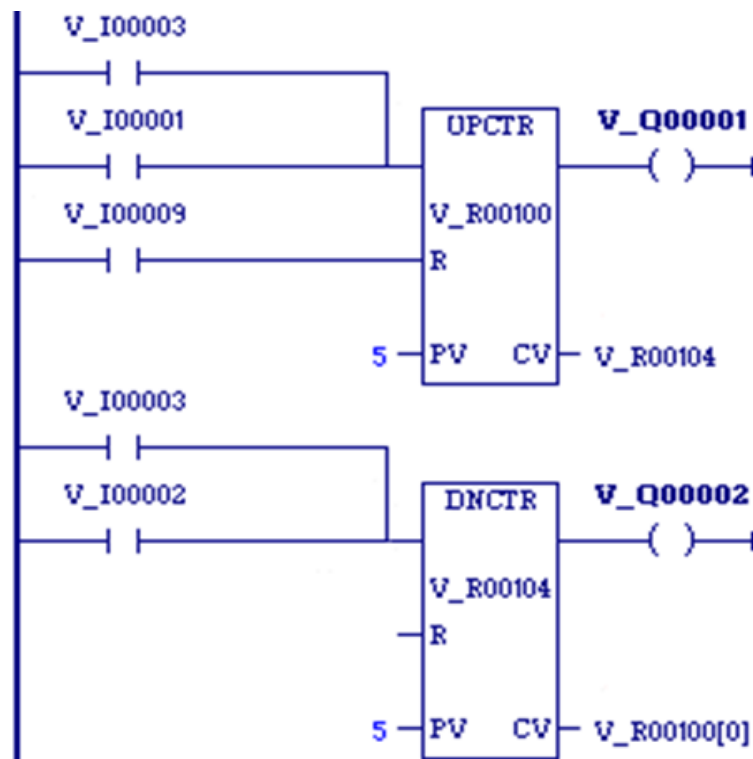 V_I00003
V_I00001
UPCTR
V_Q00001
V_I00009
V_R00100
R
5 PV CV V_R00104
V_I00003
V_I00002
DNCTR
V_Q00002
V_R00104
R
5 PV CV V_R00100[0]